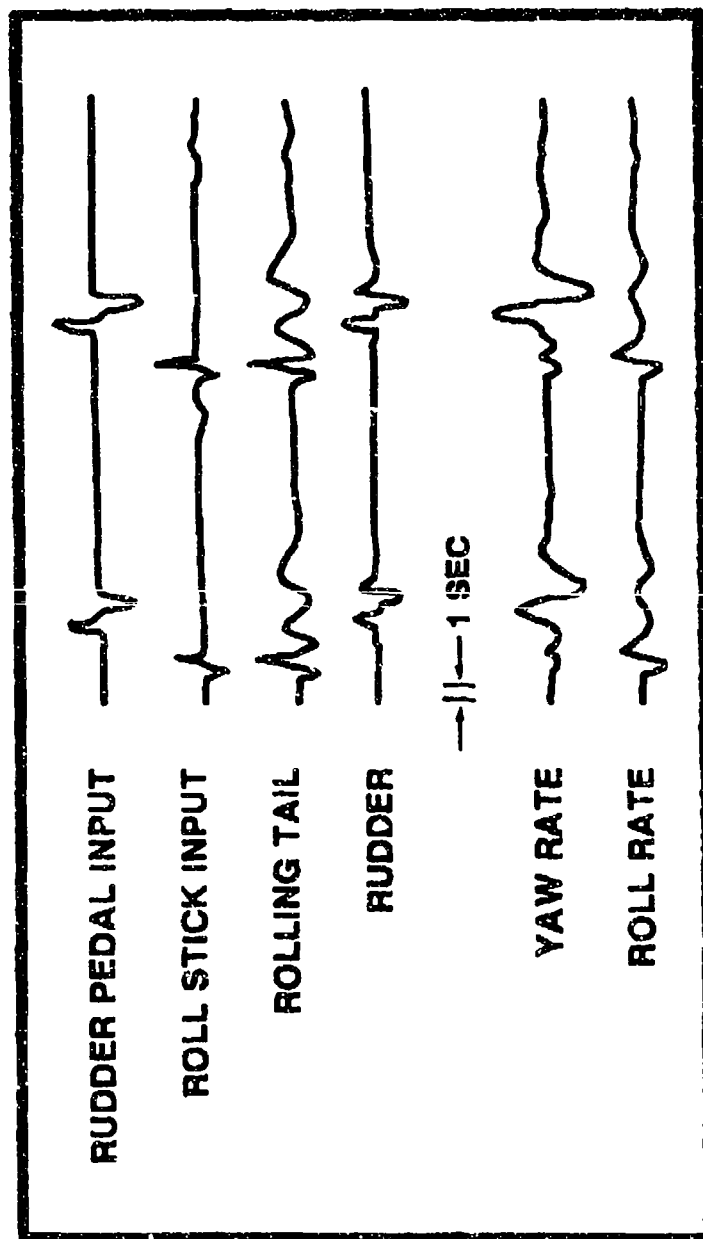 RUDDER PEDAL INPUT
ROLL STICK INPUT
ROLLING TAIL
RUDDER
1 SEC
YAW RATE
ROLL RATE